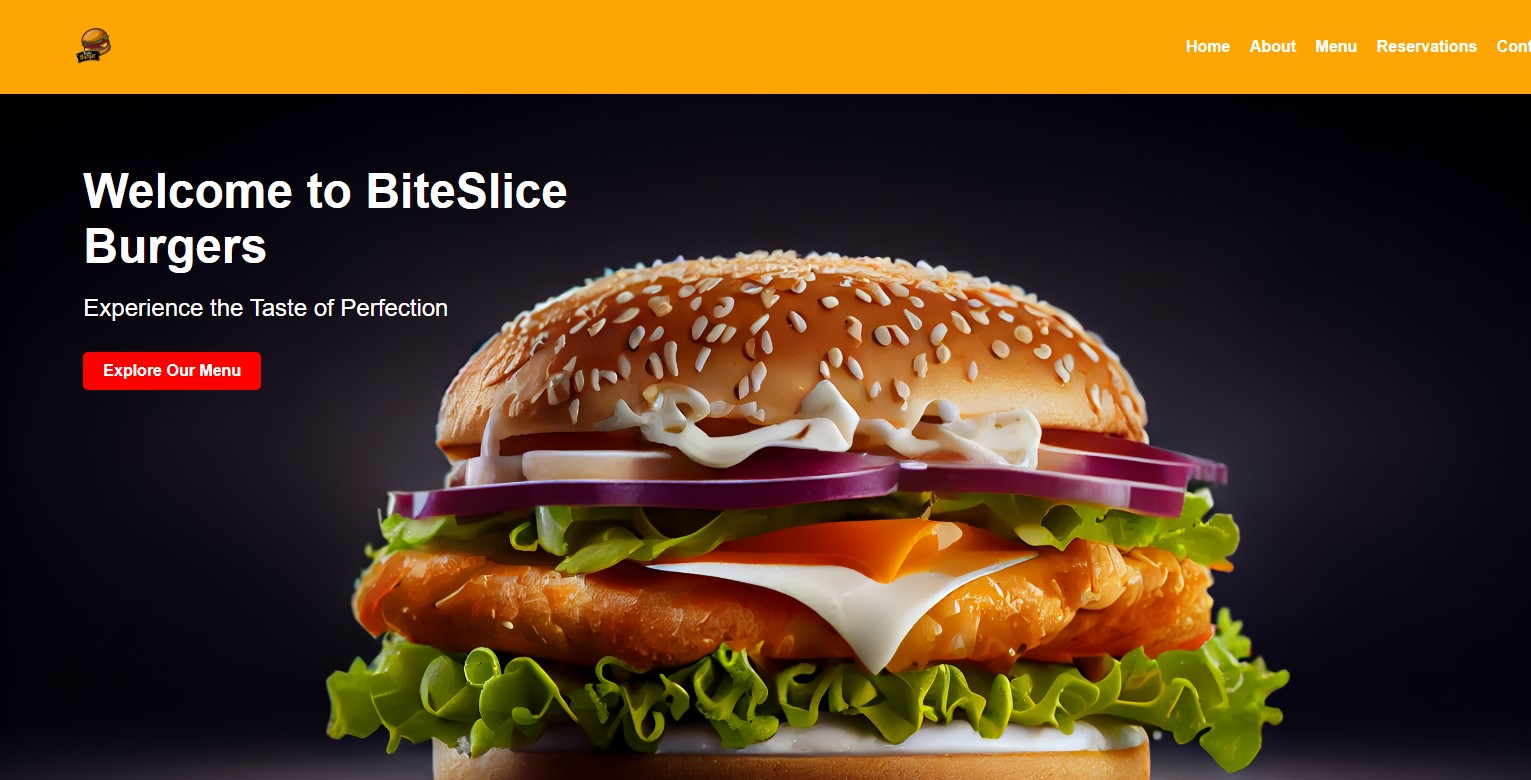 Home About Menu Reservations Cont
Welcome to BiteSlice
Burgers
Experience the Taste of Perfection
Explore Our Menu